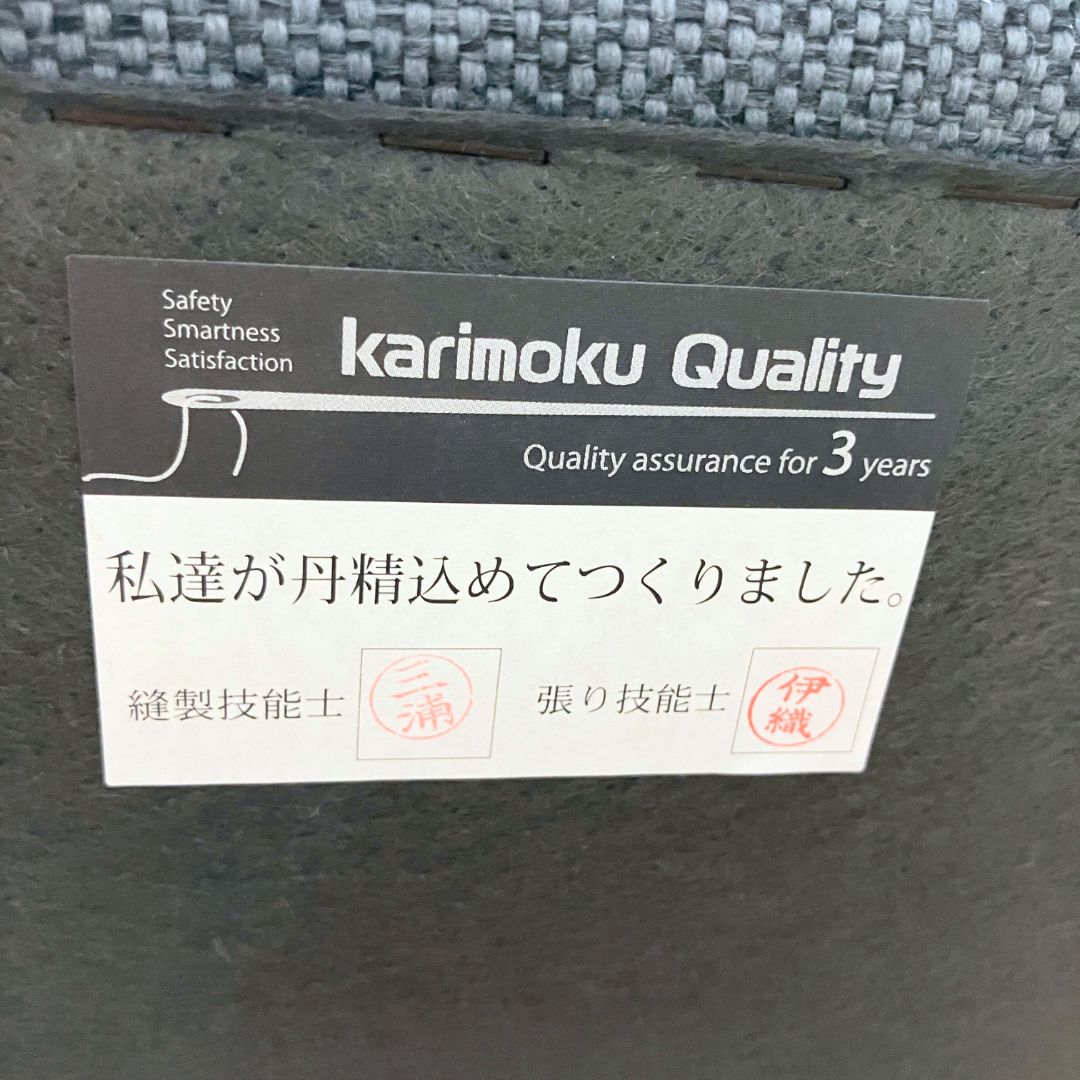 Safety
Smartness
Satisfaction
karimoku Quality
Quality assurance for 3 years
私達が丹精込めてつくりました。
縫製技能士 三浦
張り技能士 伊織